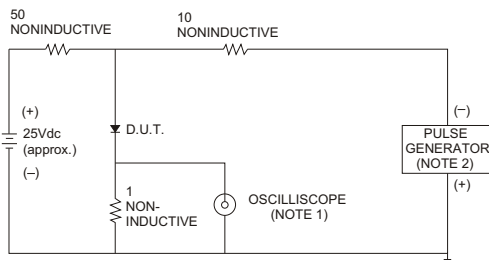 50
NONINDUCTIVE
10
NONINDUCTIVE
(+)
25Vdc
(approx.)
(–)
D.U.T.
1
NON-
INDUCTIVE
OSCILLISCOPE
(NOTE 1)
(–)
PULSE
GENERATOR
(NOTE 2)
(+)